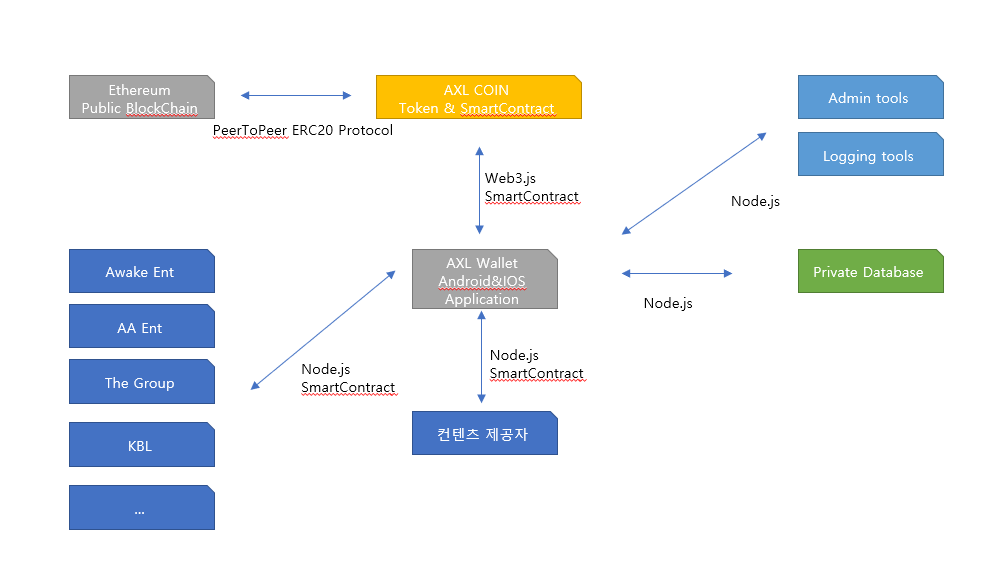 Ethereum
Public BlockChain
AXL COIN
Token & SmartContract
PeerToPeer ERC20 Protocol
Admin tools
Logging tools
Web3.js
SmartContract
Node.js
Awake Ent
AA Ent
The Group
KBL
...
AXL Wallet
Android&IOS
Application
Private Database
Node.js
Node.js
SmartContract
Node.js
SmartContract
컨텐츠 제공자